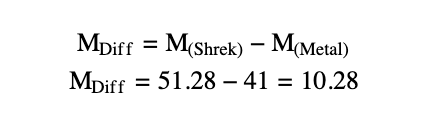 M_Diff = M_(Shrek) − M_(Metal)
M_Diff = 51.28 − 41 = 10.28